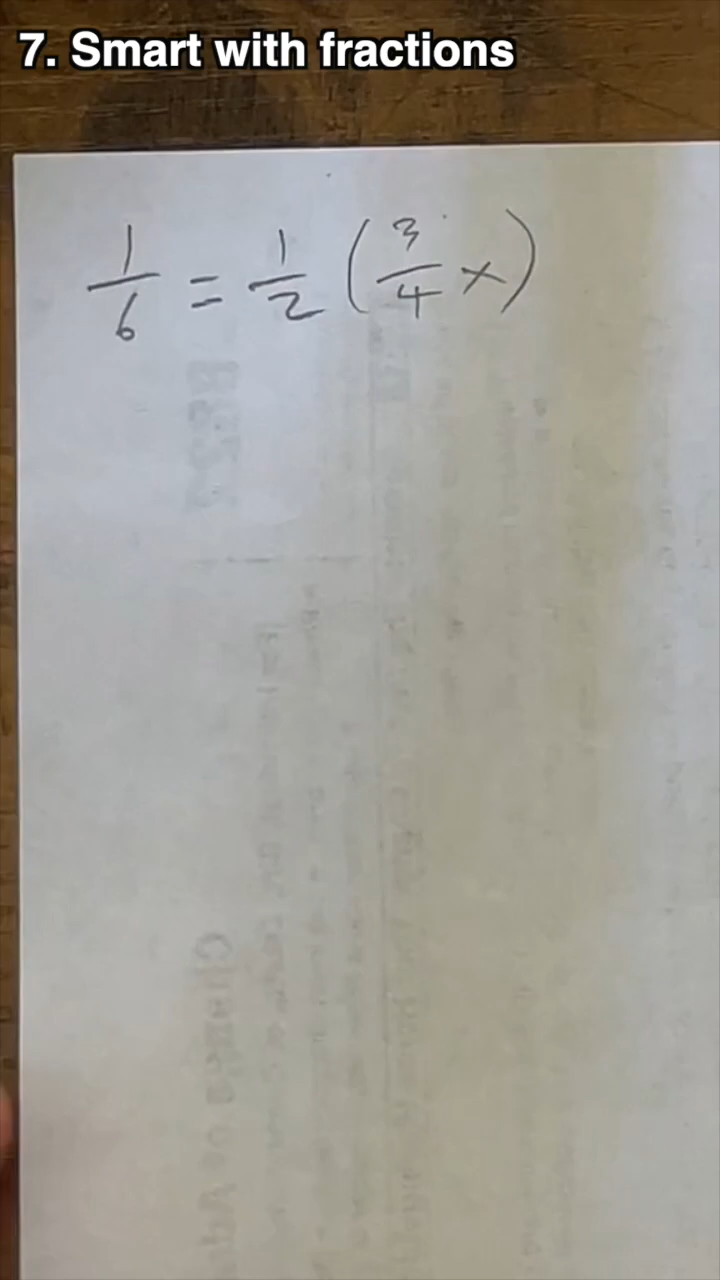 7. Smart with fractions
1/6 = 1/2 (3/4 x)